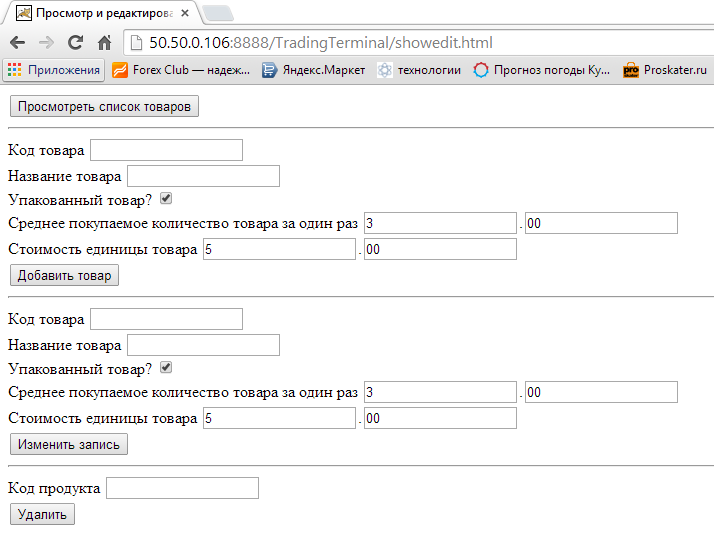 Просмотр и редактирова
50.50.0.106:8888/TradingTerminal/showedit.html
Приложения Forex Club — надеж... Яндекс.Маркет технологии Прогноз погоды Ку... Proskater.ru
Просмотреть список товаров
Код товара
Название товара
Упакованный товар?
Среднее покупаемое количество товара за один раз 3 . 00
Стоимость единицы товара 5 . 00
Добавить товар
Код товара
Название товара
Упакованный товар?
Среднее покупаемое количество товара за один раз 3 . 00
Стоимость единицы товара 5 . 00
Изменить запись
Код продукта
Удалить